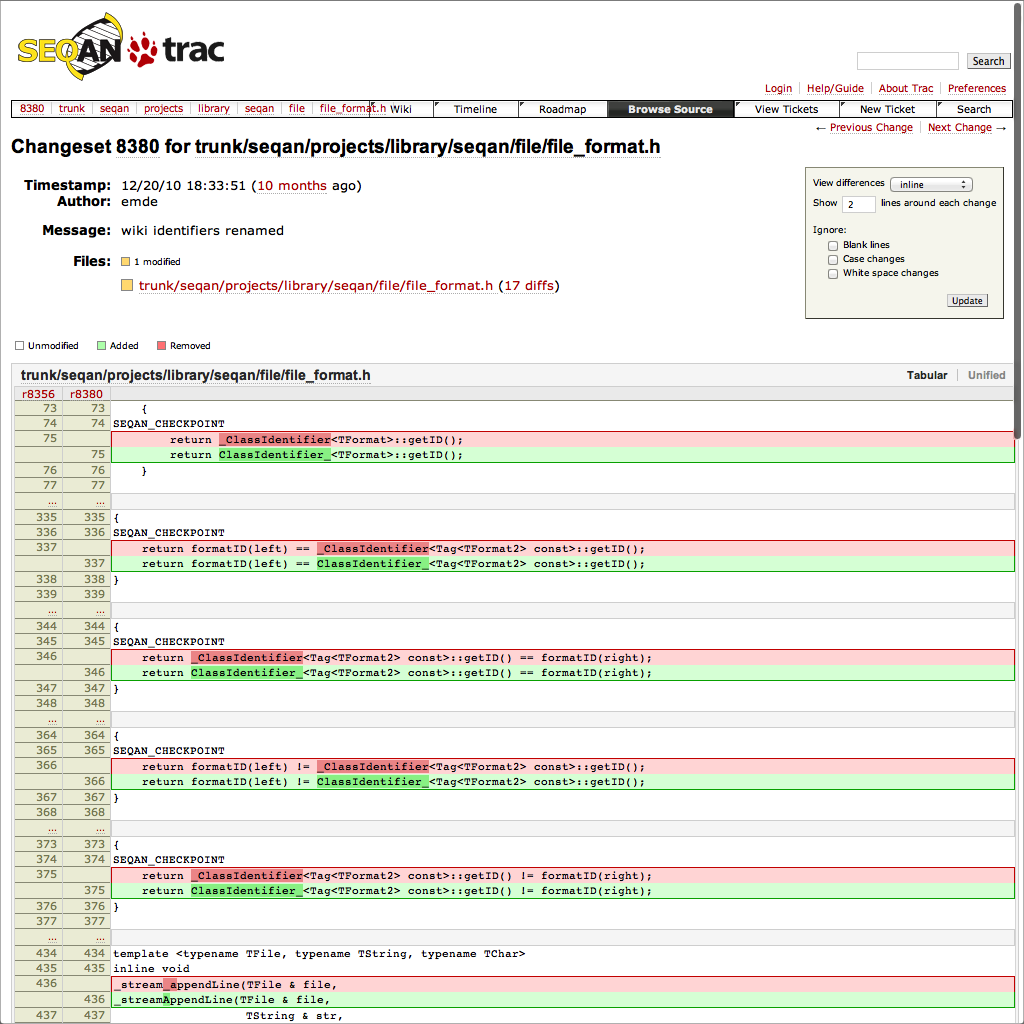 SEQAN trac
Search
Login Help/Guide About Trac Preferences
8380 trunk seqan projects library seqan file file_format.h Wiki Timeline Roadmap Browse Source View Tickets New Ticket Search
← Previous Change Next Change →
Changeset 8380 for trunk/seqan/projects/library/seqan/file/file_format.h
Timestamp: 12/20/10 18:33:51 (10 months ago)
Author: emde
Message: wiki identifiers renamed
Files: 1 modified
trunk/seqan/projects/library/seqan/file/file_format.h (17 diffs)
View differences inline
Show 2 lines around each change
Ignore:
Blank lines
Case changes
White space changes
Update
Unmodified Added Removed
trunk/seqan/projects/library/seqan/file/file_format.h Tabular Unified
r8356 r8380
73 73 {
74 74 SEQAN_CHECKPOINT
75 return _ClassIdentifier<TFormat>::getID();
75 return ClassIdentifier_<TFormat>::getID();
76 76 }
77 77
… …
335 335 {
336 336 SEQAN_CHECKPOINT
337 return formatID(left) == _ClassIdentifier<Tag<TFormat2> const>::getID();
337 return formatID(left) == ClassIdentifier_<Tag<TFormat2> const>::getID();
338 338 }
339 339
… …
344 344 {
345 345 SEQAN_CHECKPOINT
346 return _ClassIdentifier<Tag<TFormat2> const>::getID() == formatID(right);
346 return ClassIdentifier_<Tag<TFormat2> const>::getID() == formatID(right);
347 347 }
348 348
… …
364 364 {
365 365 SEQAN_CHECKPOINT
366 return formatID(left) != _ClassIdentifier<Tag<TFormat2> const>::getID();
366 return formatID(left) != ClassIdentifier_<Tag<TFormat2> const>::getID();
367 367 }
368 368
… …
373 373 {
374 374 SEQAN_CHECKPOINT
375 return _ClassIdentifier<Tag<TFormat2> const>::getID() != formatID(right);
375 return ClassIdentifier_<Tag<TFormat2> const>::getID() != formatID(right);
376 376 }
377 377
… …
434 434 template <typename TFile, typename TString, typename TChar>
435 435 inline void
436 _stream_appendLine(TFile & file,
436 _streamAppendLine(TFile & file,
437 437 TString & str,